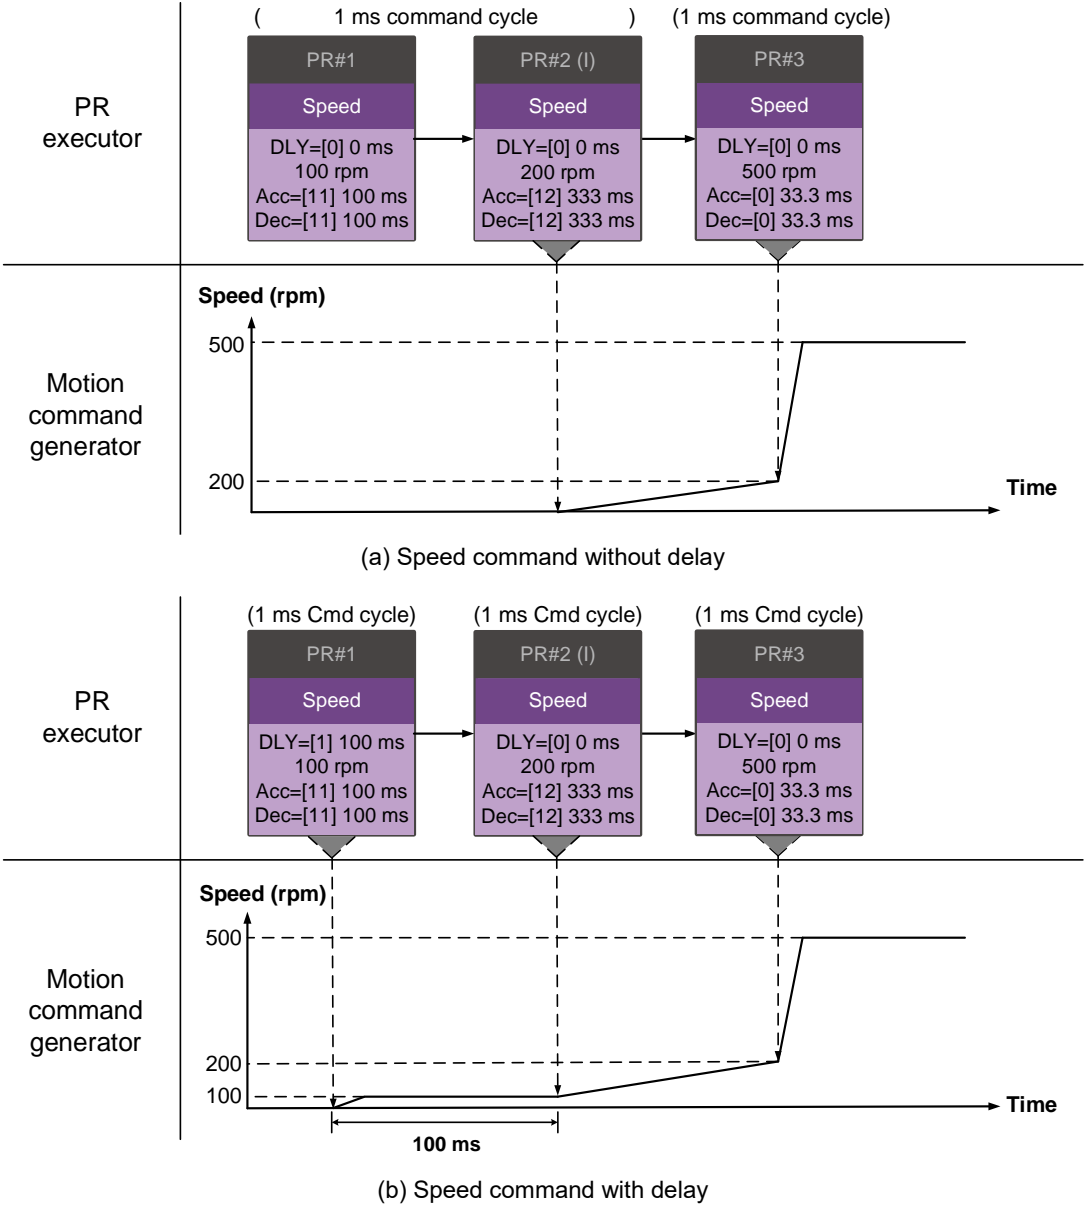 ( 1 ms command cycle ) (1 ms command cycle)
PR
executor
PR#1
Speed
DLY=[0] 0 ms
100 rpm
Acc=[11] 100 ms
Dec=[11] 100 ms
PR#2 (I)
Speed
DLY=[0] 0 ms
200 rpm
Acc=[12] 333 ms
Dec=[12] 333 ms
PR#3
Speed
DLY=[0] 0 ms
500 rpm
Acc=[0] 33.3 ms
Dec=[0] 33.3 ms
Motion
command
generator
Speed (rpm)
500
200
Time
(a) Speed command without delay
(1 ms Cmd cycle) (1 ms Cmd cycle) (1 ms Cmd cycle)
PR
executor
PR#1
Speed
DLY=[1] 100 ms
100 rpm
Acc=[11] 100 ms
Dec=[11] 100 ms
PR#2 (I)
Speed
DLY=[0] 0 ms
200 rpm
Acc=[12] 333 ms
Dec=[12] 333 ms
PR#3
Speed
DLY=[0] 0 ms
500 rpm
Acc=[0] 33.3 ms
Dec=[0] 33.3 ms
Motion
command
generator
Speed (rpm)
500
200
100
Time
100 ms
(b) Speed command with delay